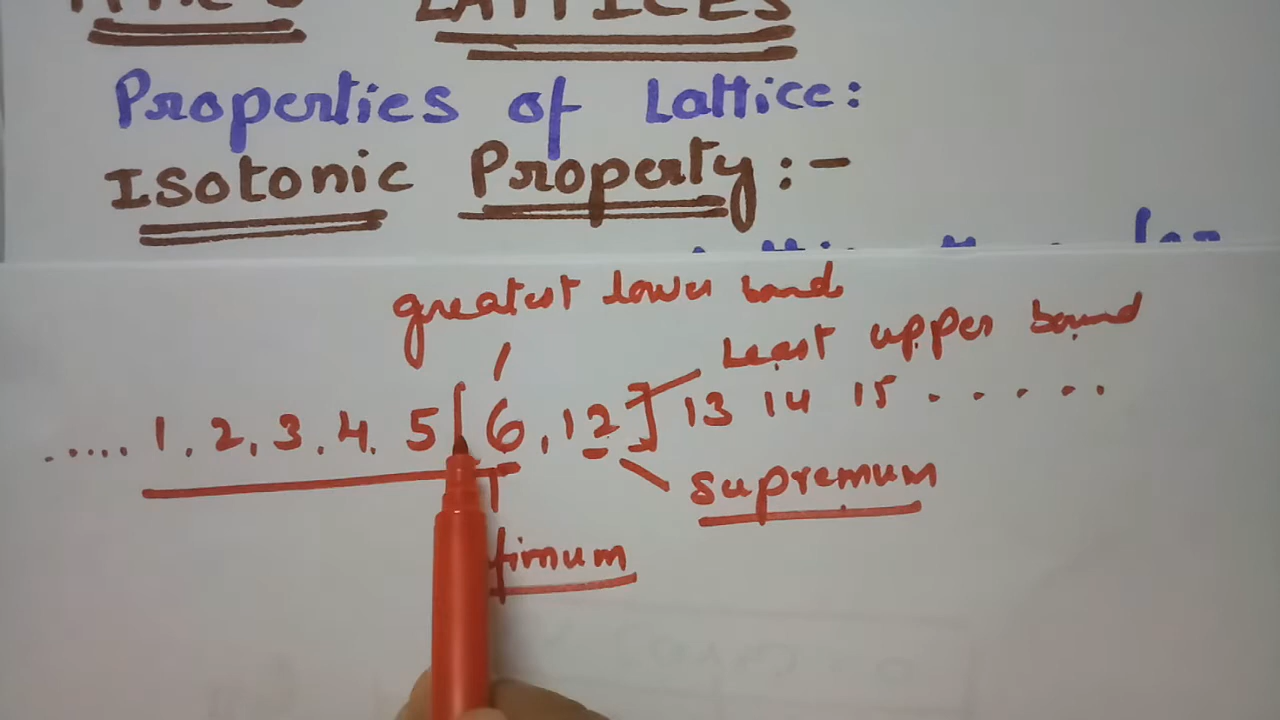 LATTICES
Properties of Lattice:
Isotonic Property:-
greatest lower bound
Least upper bound
..... 1, 2, 3, 4, 5 [ 6, 12 ] 13 14 15 . . . . .
supremum